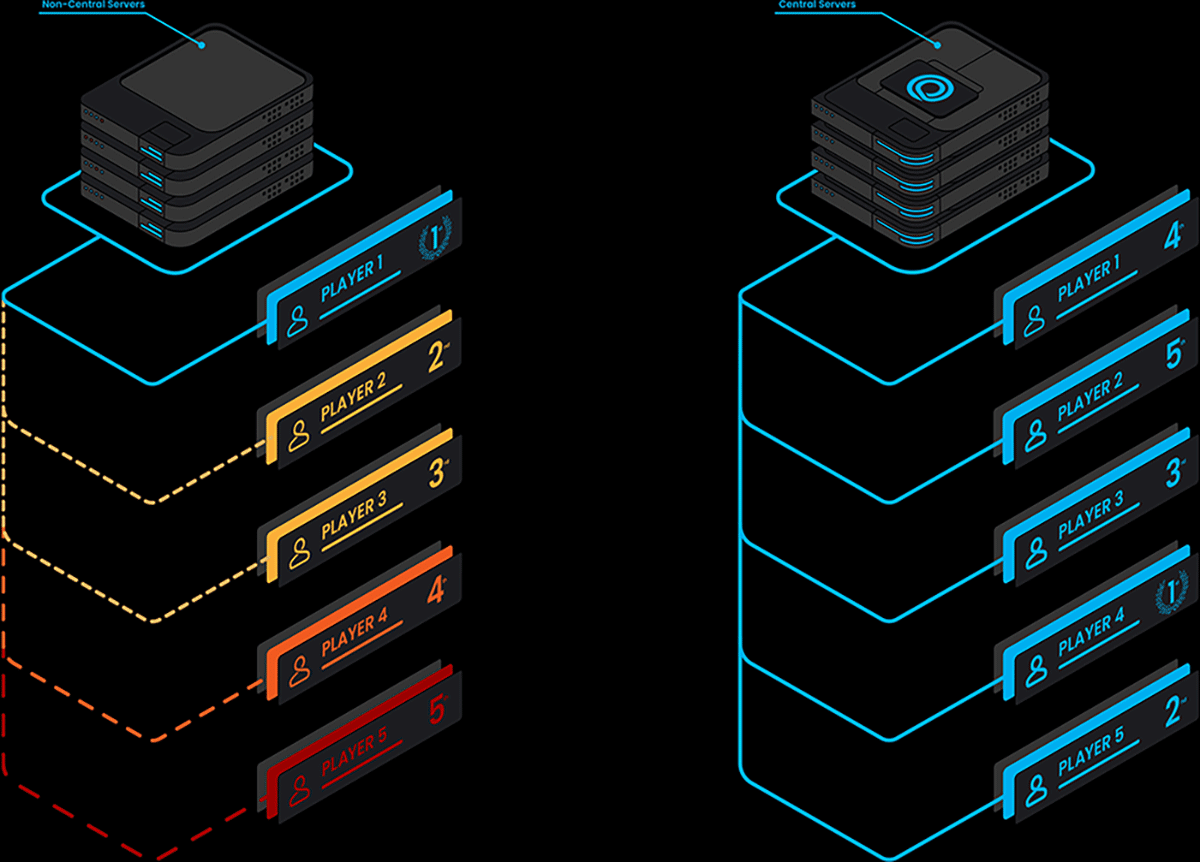 Non-Central Servers
PLAYER 1
1st
PLAYER 2
2nd
PLAYER 3
3rd
PLAYER 4
4th
PLAYER 5
5th
Central Servers
PLAYER 1
4th
PLAYER 2
5th
PLAYER 3
3rd
PLAYER 4
1st
PLAYER 5
2nd